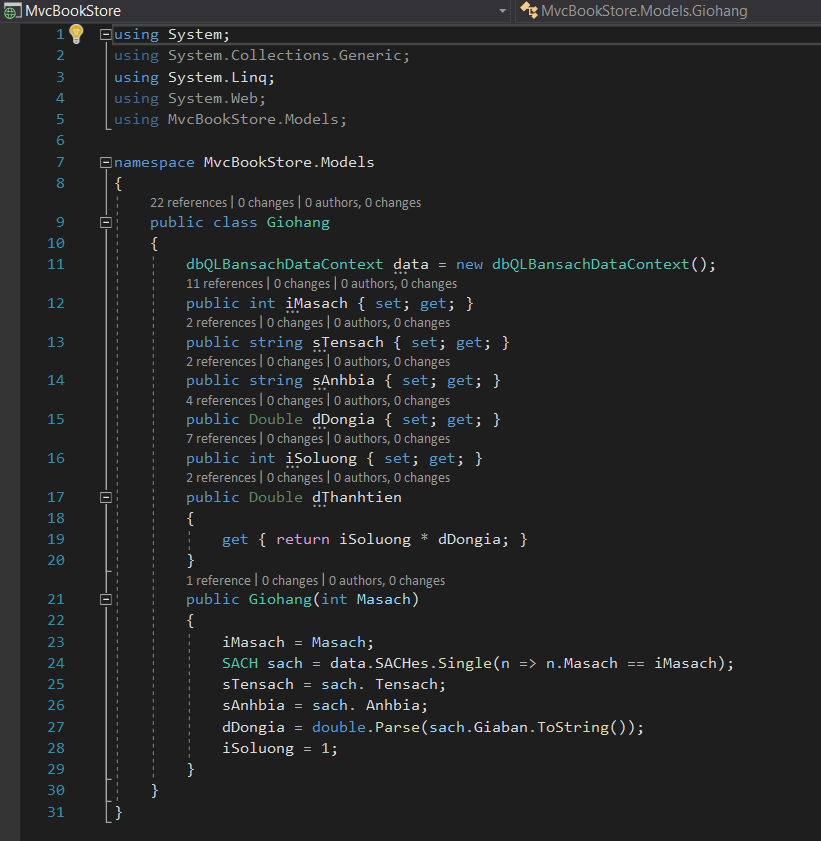 MvcBookStore MvcBookStore.Models.Giohang
1 using System;
2 using System.Collections.Generic;
3 using System.Linq;
4 using System.Web;
5 using MvcBookStore.Models;
6
7 namespace MvcBookStore.Models
8 {
22 references | 0 changes | 0 authors, 0 changes
9 public class Giohang
10 {
11 dbQLBansachDataContext data = new dbQLBansachDataContext();
11 references | 0 changes | 0 authors, 0 changes
12 public int iMasach { set; get; }
2 references | 0 changes | 0 authors, 0 changes
13 public string sTensach { set; get; }
2 references | 0 changes | 0 authors, 0 changes
14 public string sAnhbia { set; get; }
4 references | 0 changes | 0 authors, 0 changes
15 public Double dDongia { set; get; }
7 references | 0 changes | 0 authors, 0 changes
16 public int iSoluong { set; get; }
2 references | 0 changes | 0 authors, 0 changes
17 public Double dThanhtien
18 {
19 get { return iSoluong * dDongia; }
20 }
1 reference | 0 changes | 0 authors, 0 changes
21 public Giohang(int Masach)
22 {
23 iMasach = Masach;
24 SACH sach = data.SACHes.Single(n => n.Masach == iMasach);
25 sTensach = sach. Tensach;
26 sAnhbia = sach. Anhbia;
27 dDongia = double.Parse(sach.Giaban.ToString());
28 iSoluong = 1;
29 }
30 }
31 }